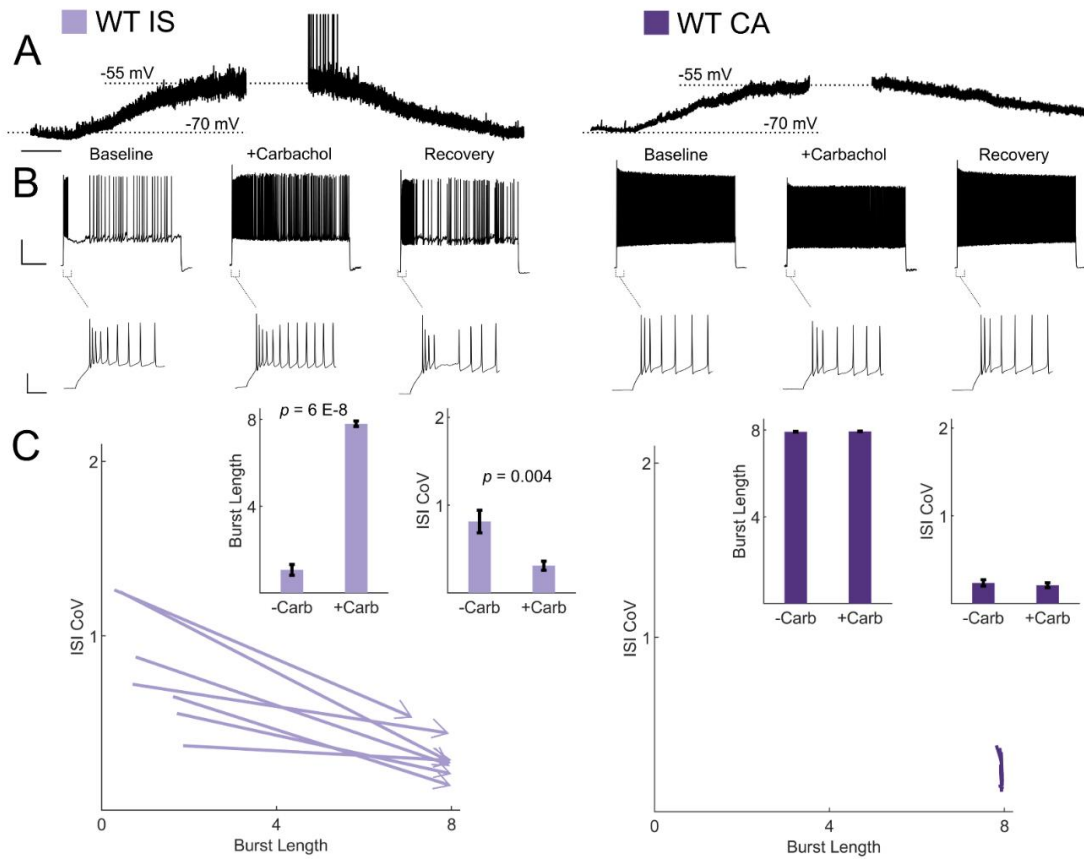 WT IS
WT CA
A
-55 mV
-70 mV
-55 mV
-70 mV
Baseline
+Carbachol
Recovery
Baseline
+Carbachol
Recovery
B
C
p = 6 E-8
8
4
Burst Length
-Carb
+Carb
2
1
ISI CoV
p = 0.004
-Carb
+Carb
2
1
ISI CoV
0
4
8
Burst Length
8
4
Burst Length
-Carb
+Carb
2
1
ISI CoV
-Carb
+Carb
2
1
ISI CoV
0
4
8
Burst Length